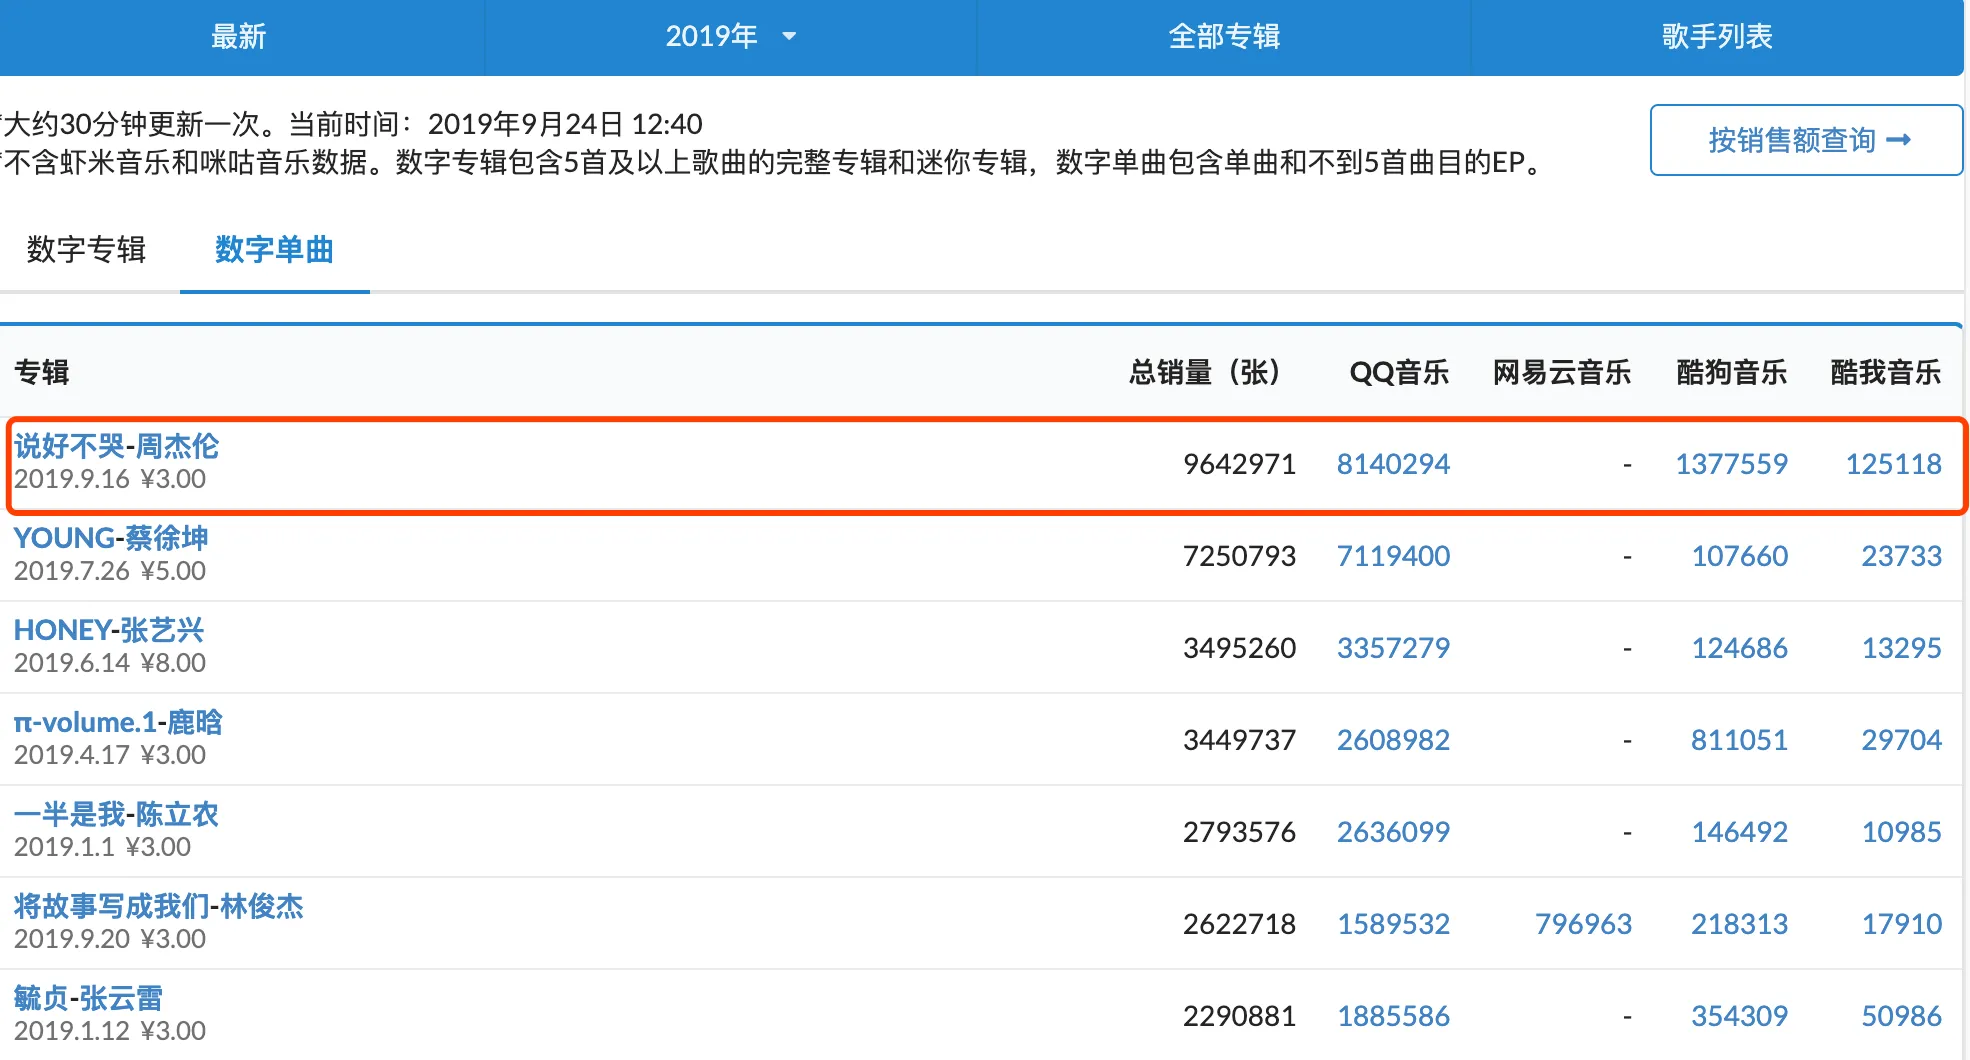 最新 2019年 全部专辑 歌手列表
*大约30分钟更新一次。当前时间：2019年9月24日 12:40
*不含虾米音乐和咪咕音乐数据。数字专辑包含5首及以上歌曲的完整专辑和迷你专辑，数字单曲包含单曲和不到5首曲目的EP。
按销售额查询
数字专辑 数字单曲
专辑 总销量（张） QQ音乐 网易云音乐 酷狗音乐 酷我音乐
说好不哭-周杰伦
2019.9.16 ¥3.00
9642971 8140294 - 1377559 125118
YOUNG-蔡徐坤
2019.7.26 ¥5.00
7250793 7119400 - 107660 23733
HONEY-张艺兴
2019.6.14 ¥8.00
3495260 3357279 - 124686 13295
π-volume.1-鹿晗
2019.4.17 ¥3.00
3449737 2608982 - 811051 29704
一半是我-陈立农
2019.1.1 ¥3.00
2793576 2636099 - 146492 10985
将故事写成我们-林俊杰
2019.9.20 ¥3.00
2622718 1589532 796963 218313 17910
毓贞-张云雷
2019.1.12 ¥3.00
2290881 1885586 - 354309 50986